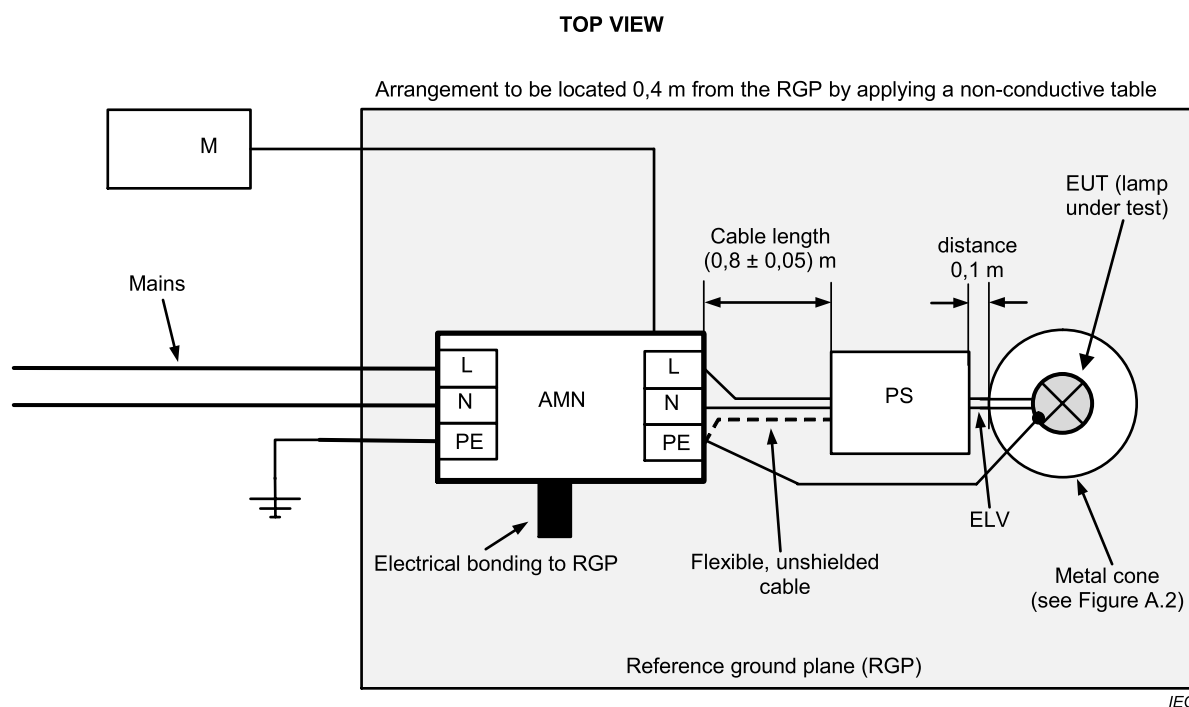 TOP VIEW
Arrangement to be located 0,4 m from the RGP by applying a non-conductive table
M
EUT (lamp
under test)
Cable length
(0,8 ± 0,05) m
distance
0,1 m
Mains
L
N
PE
AMN
L
N
PE
PS
ELV
Electrical bonding to RGP
Flexible, unshielded
cable
Metal cone
(see Figure A.2)
Reference ground plane (RGP)
IEC